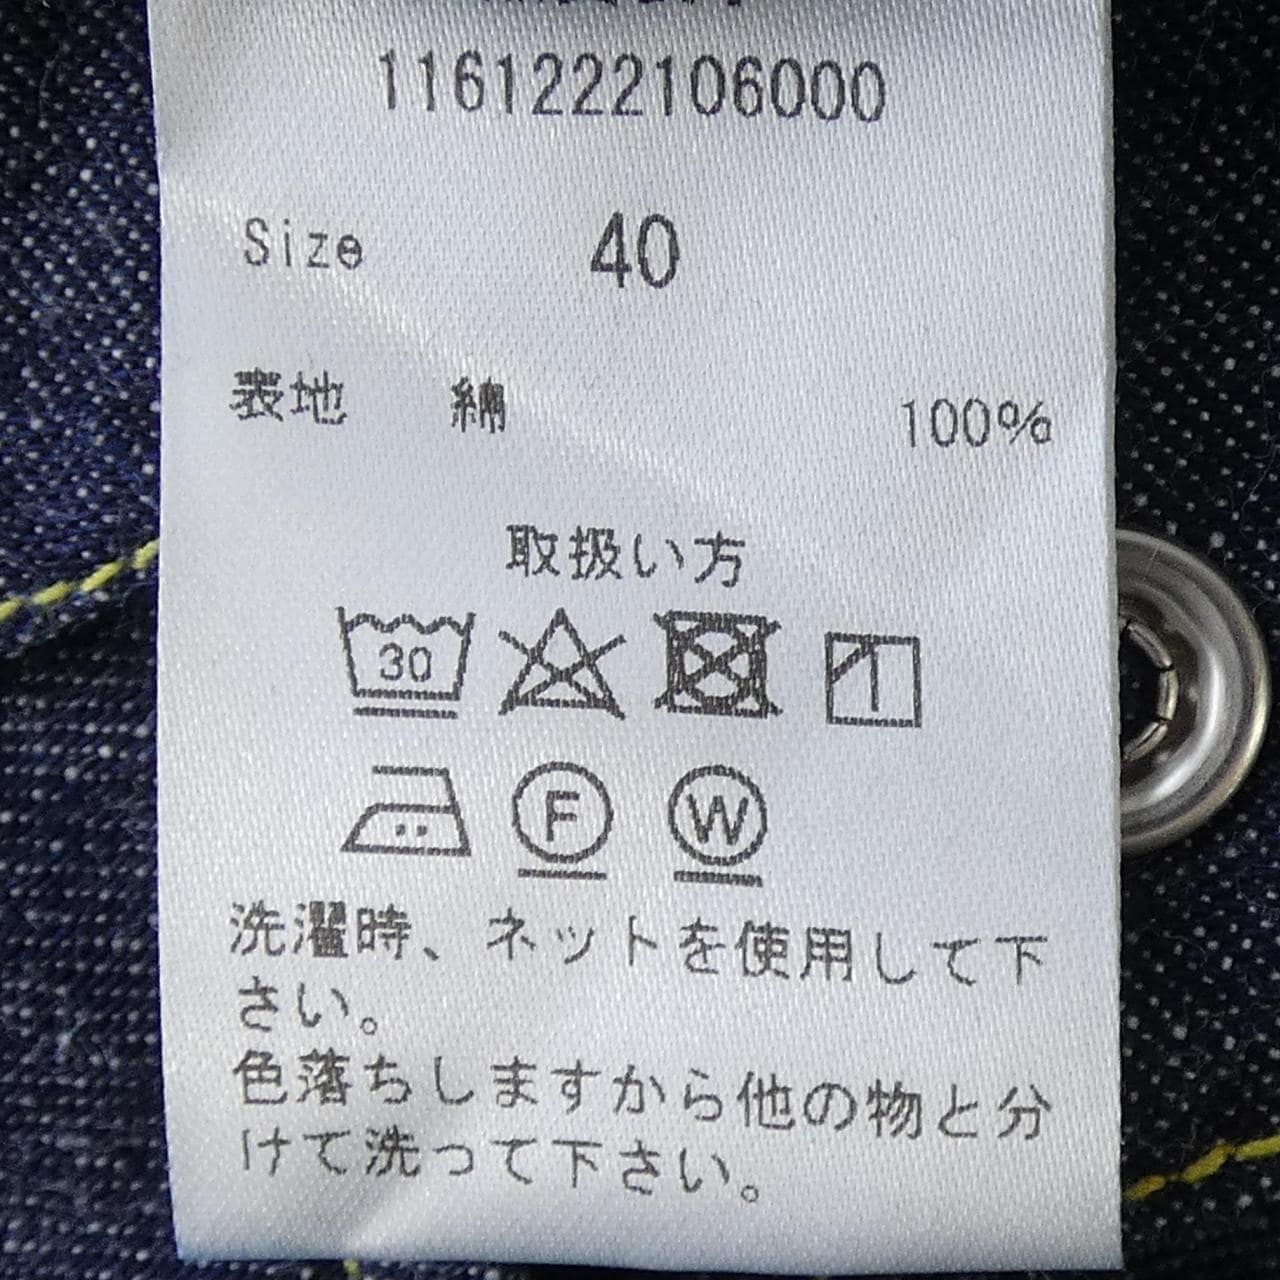 1161222106000
Size 40
表地 綿 100%
取扱い方
30
F W
洗濯時、ネットを使用して下
さい。
色落ちしますから他の物と分
けて洗って下さい。